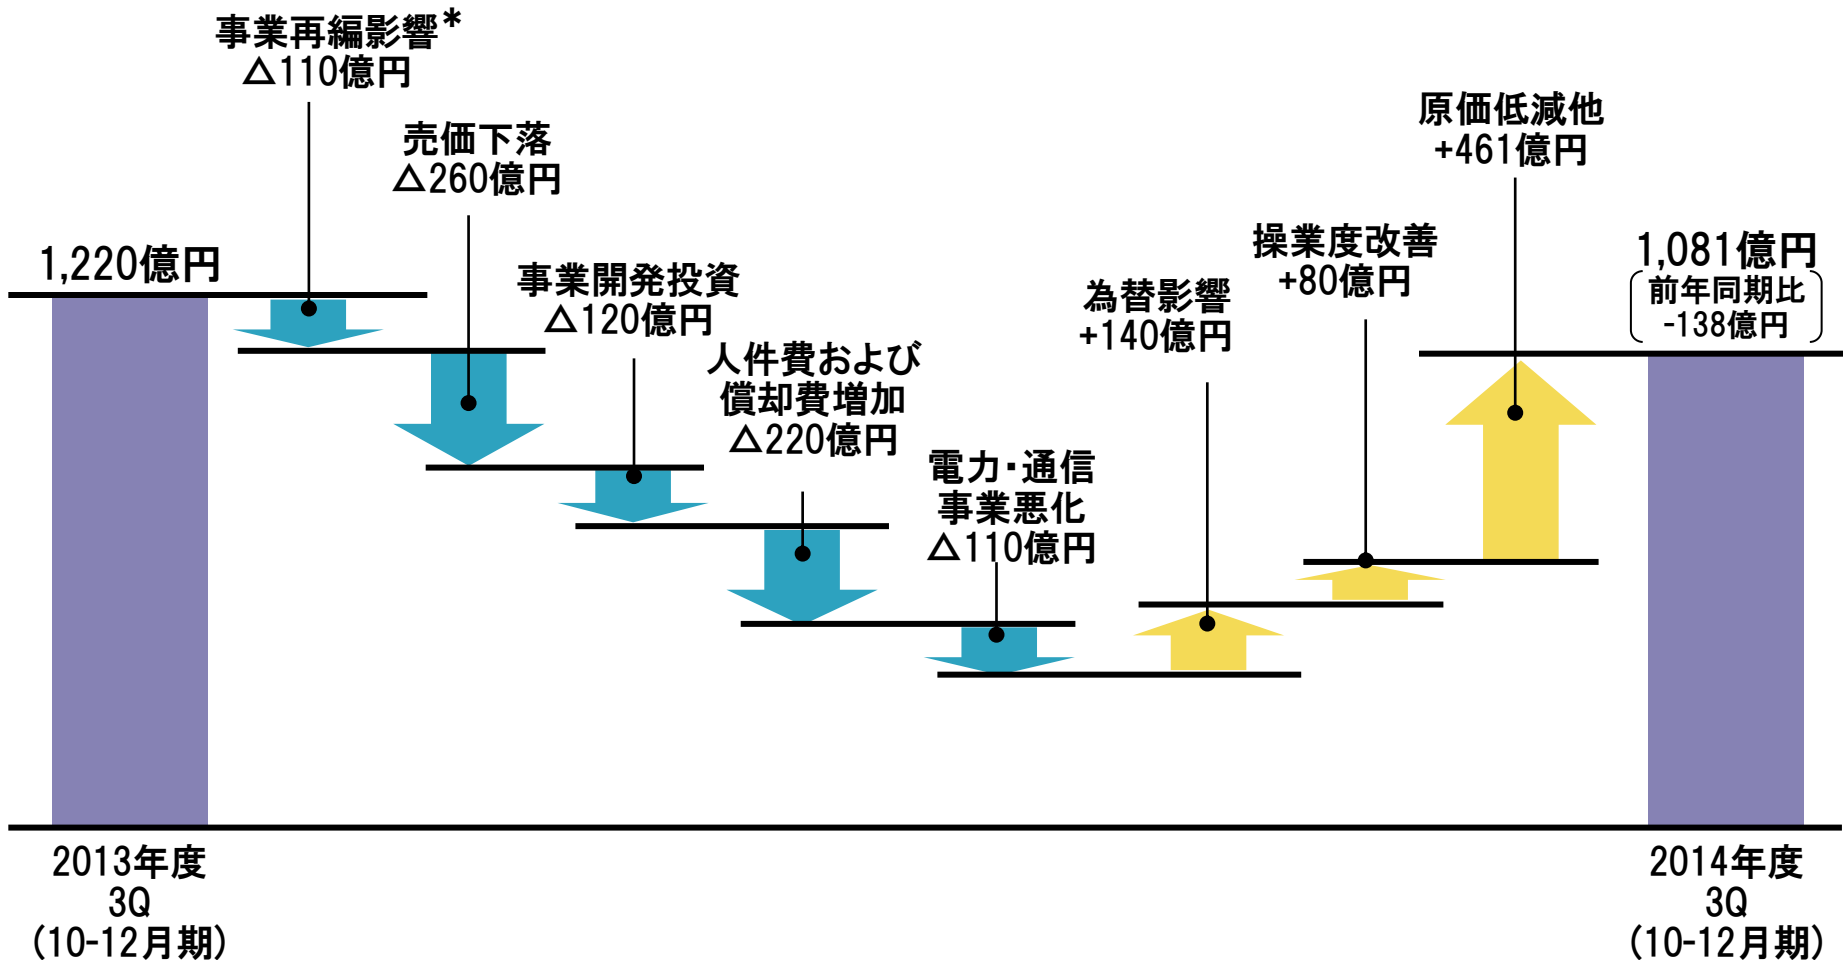 事業再編影響*
△110億円
売価下落
△260億円
事業開発投資
△120億円
人件費および
償却費増加
△220億円
電力・通信
事業悪化
△110億円
為替影響
+140億円
操業度改善
+80億円
原価低減他
+461億円
1,220億円
1,081億円
前年同期比
-138億円
2013年度
3Q
(10-12月期)
2014年度
3Q
(10-12月期)